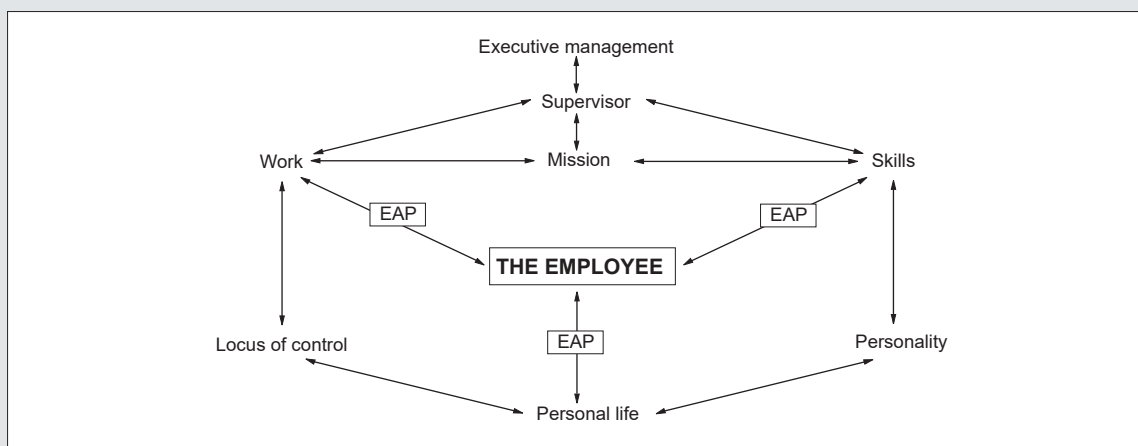 Executive management
Supervisor
Work
Mission
Skills
EAP
EAP
THE EMPLOYEE
EAP
Locus of control
Personality
Personal life